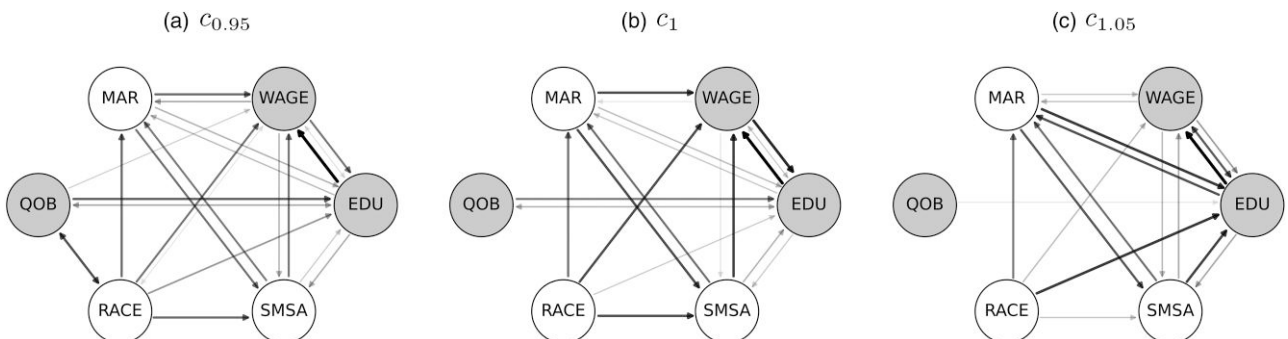 (a) c0.95 (b) c1 (c) c1.05
MAR WAGE MAR WAGE MAR WAGE
QOB EDU QOB EDU QOB EDU
RACE SMSA RACE SMSA RACE SMSA